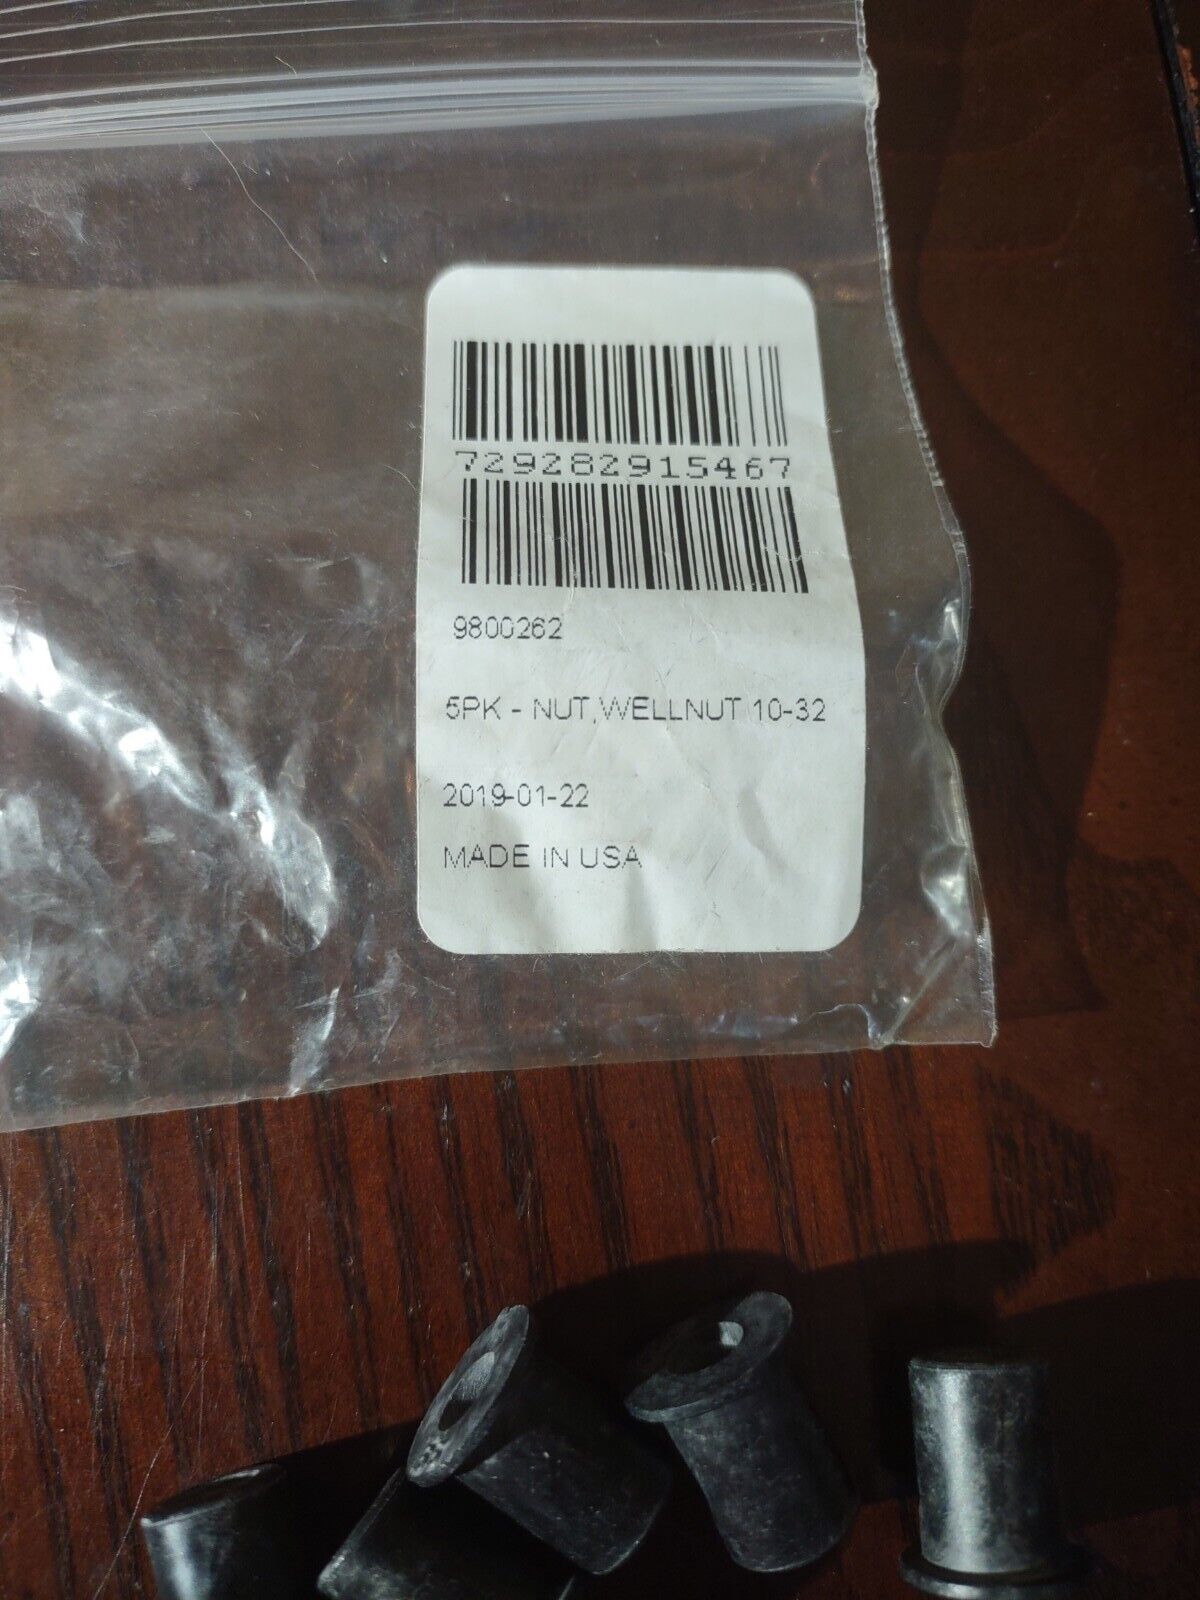 729282915467
9800262
5PK - NUT,WELLNUT 10-32
2019-01-22
MADE IN USA